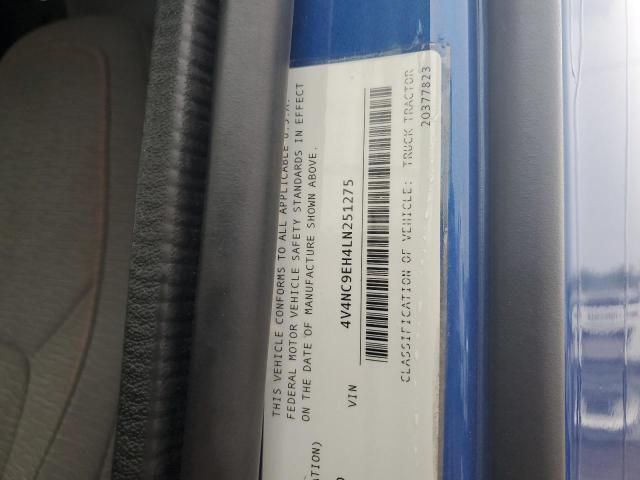 THIS VEHICLE CONFORMS TO ALL APPLICABLE U.S.A.
FEDERAL MOTOR VEHICLE SAFETY STANDARDS IN EFFECT
ON THE DATE OF MANUFACTURE SHOWN ABOVE.
VIN 4V4NC9EH4LN251275
CLASSIFICATION OF VEHICLE: TRUCK TRACTOR
20377823